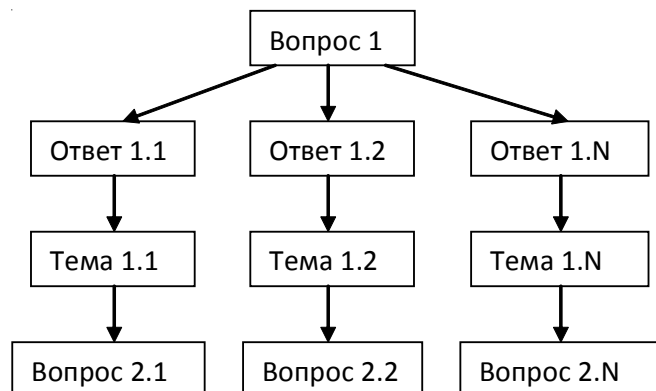 Вопрос 1
Ответ 1.1
Ответ 1.2
Ответ 1.N
Тема 1.1
Тема 1.2
Тема 1.N
Вопрос 2.1
Вопрос 2.2
Вопрос 2.N